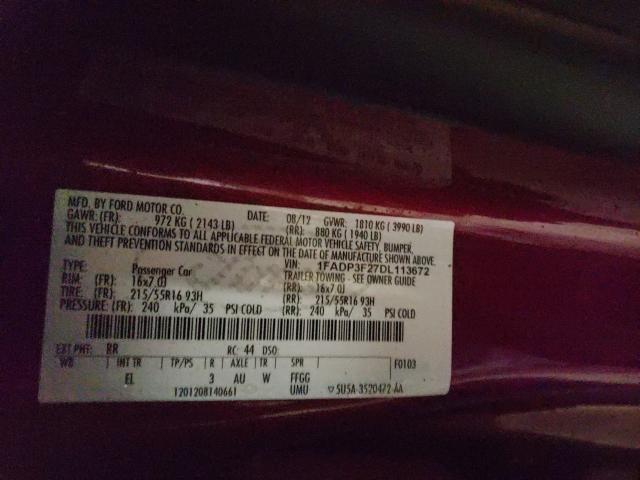 MFD. BY FORD MOTOR CO.
DATE: 08/12 GVWR: 1810 KG ( 3990 LB)
GAWR: (FR): 972 KG ( 2143 LB) (RR): 880 KG ( 1940 LB)
THIS VEHICLE CONFORMS TO ALL APPLICABLE FEDERAL MOTOR VEHICLE SAFETY, BUMPER,
AND THEFT PREVENTION STANDARDS IN EFFECT ON THE DATE OF MANUFACTURE SHOWN ABOVE.
VIN: 1FADP3F27DL113672
TYPE: Passenger Car TRAILER TOWING - SEE OWNER GUIDE
RIM: (FR): 16x7.0J (RR): 16x7.0J
TIRE: (FR): 215/55R16 93H (RR): 215/55R16 93H
PRESSURE: (FR): 240 kPa/ 35 PSI COLD (RR): 240 kPa/ 35 PSI COLD
EXT PNT: RR RC: 44 DSO:
WB INT TR TP/PS R AXLE TR SPR F0103
EL 3 AU W FFGG
1201208140661 UMU 5U5A-3520472-AA